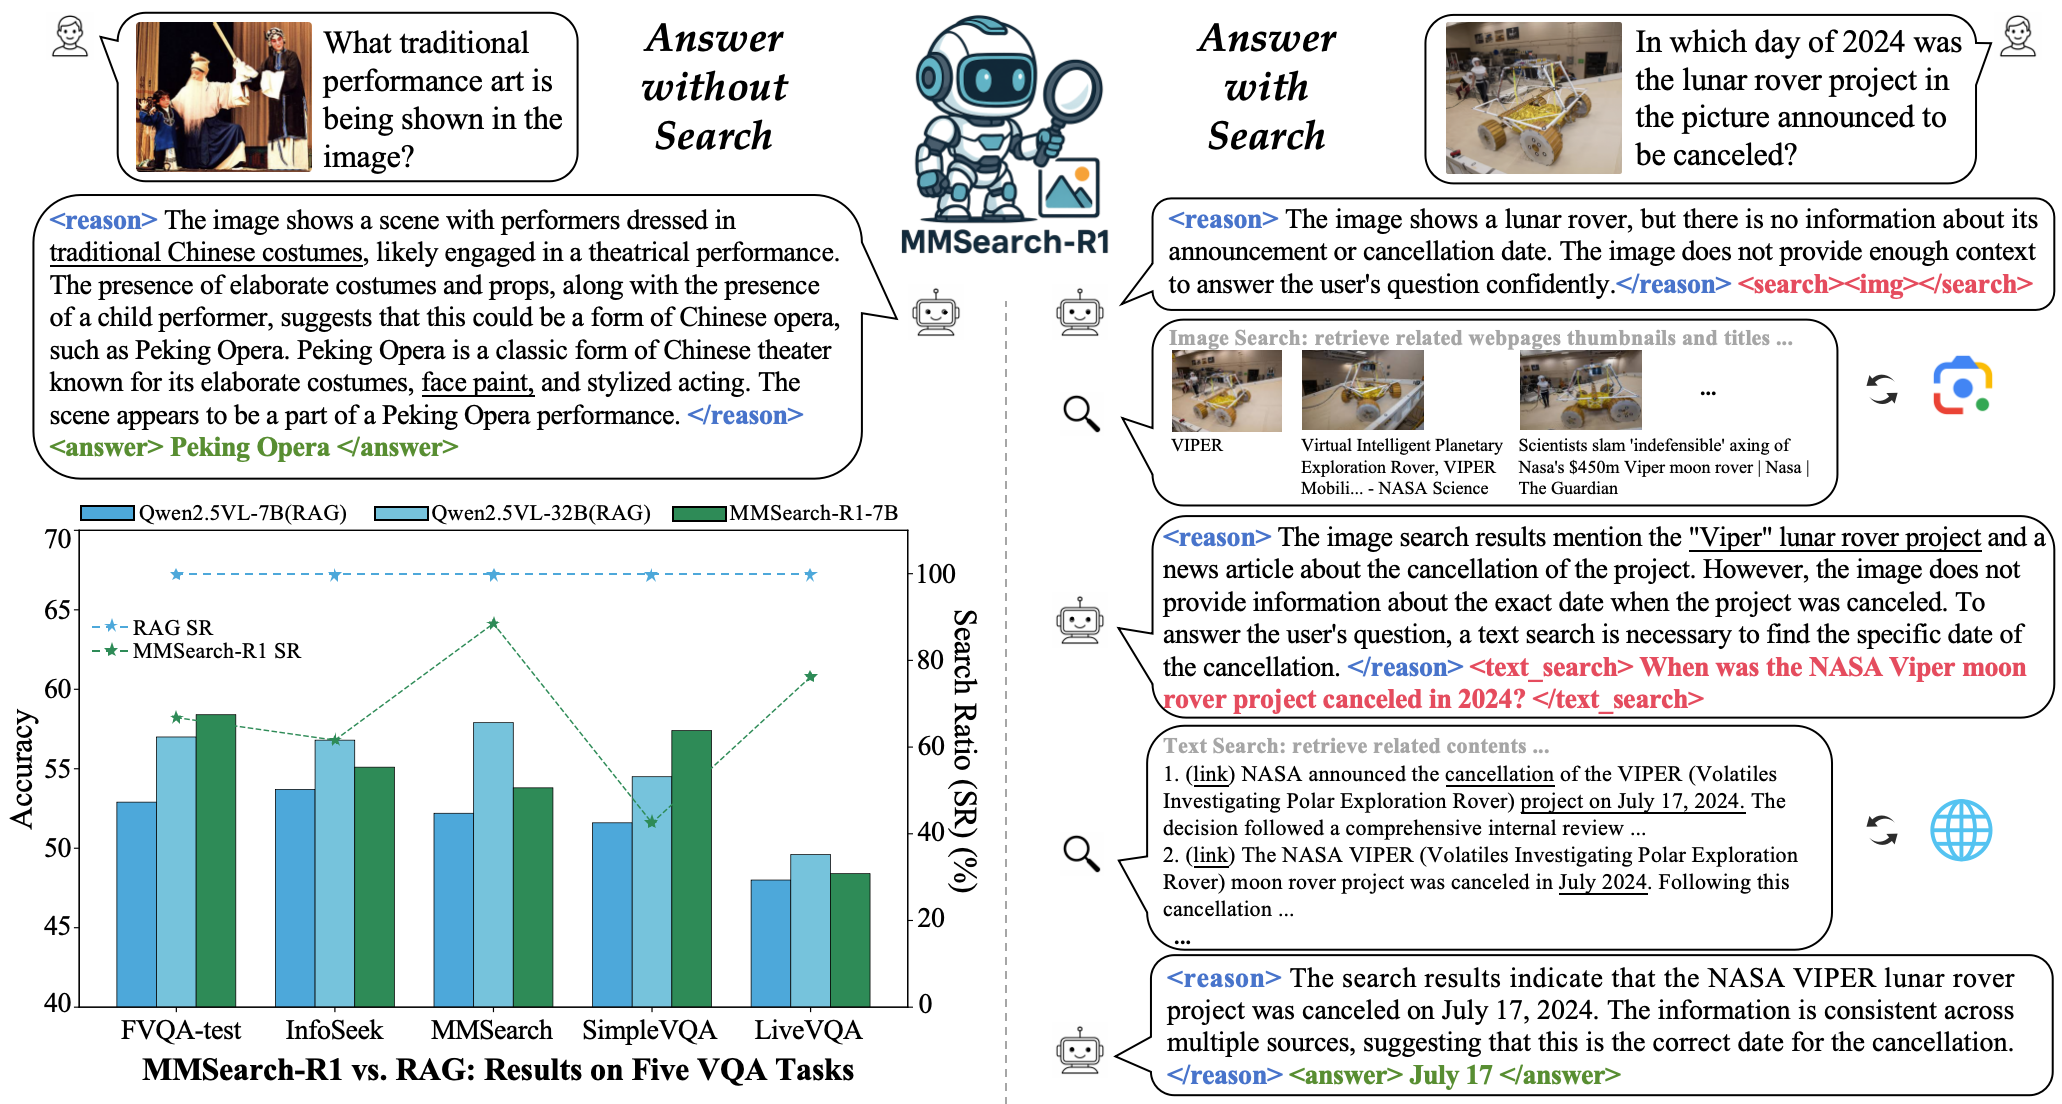 What traditional
performance art is
being shown in the
image?
Answer
without
Search
<reason> The image shows a scene with performers dressed in
traditional Chinese costumes, likely engaged in a theatrical performance.
The presence of elaborate costumes and props, along with the presence
of a child performer, suggests that this could be a form of Chinese opera,
such as Peking Opera. Peking Opera is a classic form of Chinese theater
known for its elaborate costumes, face paint, and stylized acting. The
scene appears to be a part of a Peking Opera performance. </reason>
<answer> Peking Opera </answer>
MMSearch-R1
Answer
with
Search
In which day of 2024 was
the lunar rover project in
the picture announced to
be canceled?
<reason> The image shows a lunar rover, but there is no information about its
announcement or cancellation date. The image does not provide enough context
to answer the user's question confidently.</reason> <search><img></search>
Image Search: retrieve related webpages thumbnails and titles ...
...
VIPER
Virtual Intelligent Planetary
Exploration Rover, VIPER
Mobili... - NASA Science
Scientists slam 'indefensible' axing of
Nasa's $450m Viper moon rover | Nasa |
The Guardian
<reason> The image search results mention the "Viper" lunar rover project and a
news article about the cancellation of the project. However, the image does not
provide information about the exact date when the project was canceled. To
answer the user's question, a text search is necessary to find the specific date of
the cancellation. </reason> <text_search> When was the NASA Viper moon
rover project canceled in 2024? </text_search>
Text Search: retrieve related contents ...
1. (link) NASA announced the cancellation of the VIPER (Volatiles
Investigating Polar Exploration Rover) project on July 17, 2024. The
decision followed a comprehensive internal review ...
2. (link) The NASA VIPER (Volatiles Investigating Polar Exploration
Rover) moon rover project was canceled in July 2024. Following this
cancellation ...
...
<reason> The search results indicate that the NASA VIPER lunar rover
project was canceled on July 17, 2024. The information is consistent across
multiple sources, suggesting that this is the correct date for the cancellation.
</reason> <answer> July 17 </answer>
Qwen2.5VL-7B(RAG)
Qwen2.5VL-32B(RAG)
MMSearch-R1-7B
RAG SR
MMSearch-R1 SR
Accuracy
70
65
60
55
50
45
40
Search Ratio (SR) (%)
100
80
60
40
20
0
FVQA-test
InfoSeek
MMSearch
SimpleVQA
LiveVQA
MMSearch-R1 vs. RAG: Results on Five VQA Tasks